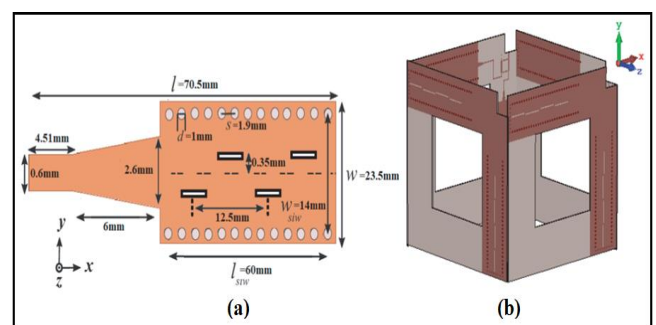 l=70.5mm
4.51mm
S=1.9mm
d=1mm
0.6mm
2.6mm
0.35mm
W=23.5mm
12.5mm
W siw=14mm
6mm
l siw=60mm
y
x
z
(a)
y
x
z
(b)